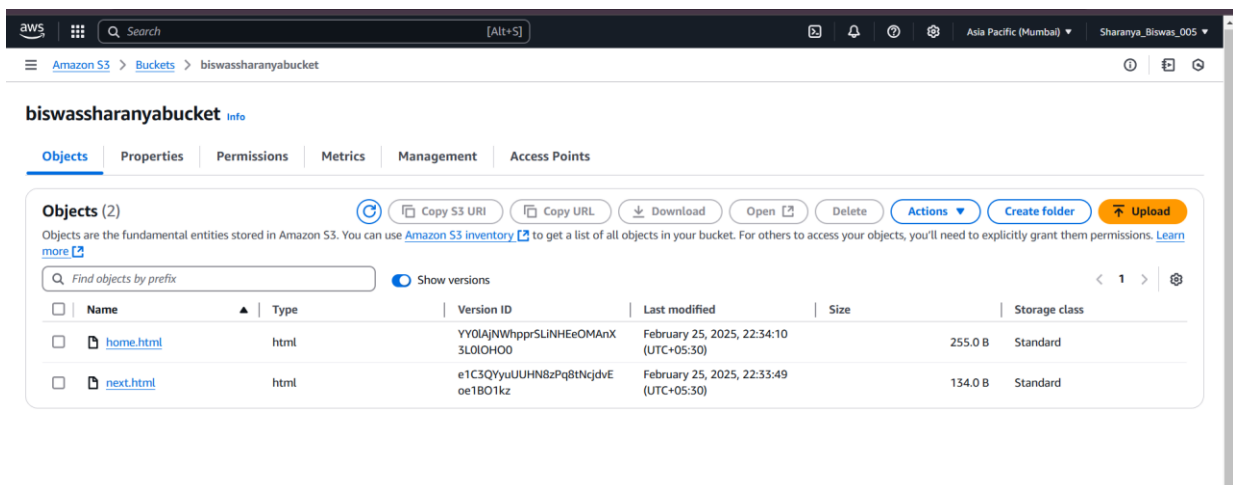 aws Search [Alt+S] Asia Pacific (Mumbai) Sharanya_Biswas_005
Amazon S3 > Buckets > biswassharanyabucket
biswassharanyabucket Info
Objects Properties Permissions Metrics Management Access Points
Objects (2) Copy S3 URI Copy URL Download Open Delete Actions Create folder Upload
Objects are the fundamental entities stored in Amazon S3. You can use Amazon S3 inventory to get a list of all objects in your bucket. For others to access your objects, you'll need to explicitly grant them permissions. Learn
more
Find objects by prefix Show versions 1
Name Type Version ID Last modified Size Storage class
home.html html YY0lAjNWhpprSLiNHEeOMAnX February 25, 2025, 22:34:10 255.0 B Standard
3L0lOHO0 (UTC+05:30)
next.html html e1C3QYyuUUHN8zPq8tNcjdvE February 25, 2025, 22:33:49 134.0 B Standard
oe1BO1kz (UTC+05:30)